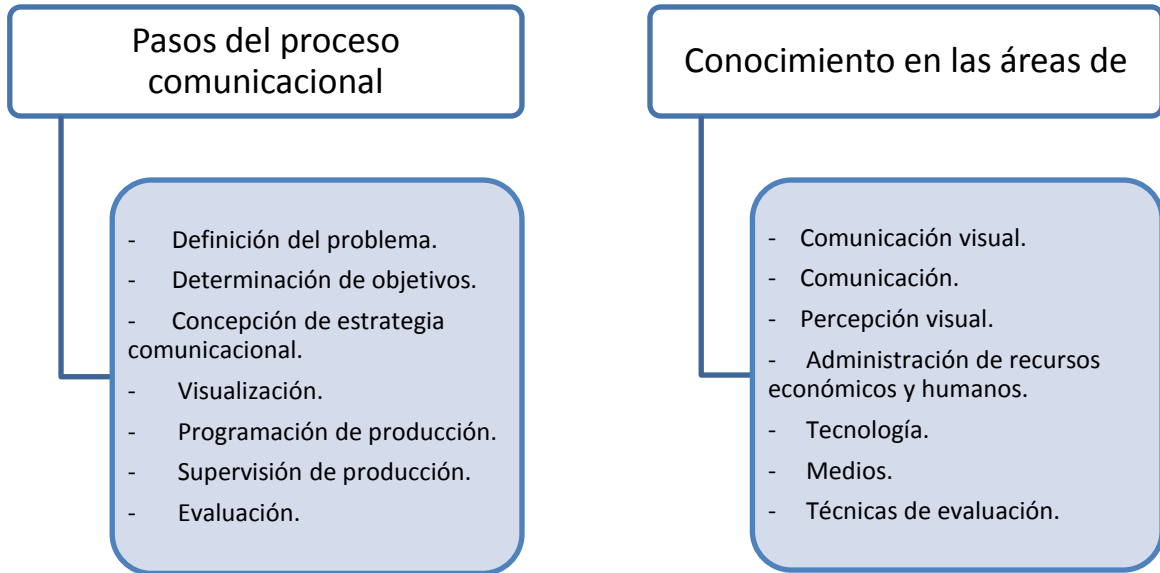 Pasos del proceso
comunicacional
- Definición del problema.
- Determinación de objetivos.
- Concepción de estrategia
comunicacional.
- Visualización.
- Programación de producción.
- Supervisión de producción.
- Evaluación.
Conocimiento en las áreas de
- Comunicación visual.
- Comunicación.
- Percepción visual.
- Administración de recursos
económicos y humanos.
- Tecnología.
- Medios.
- Técnicas de evaluación.